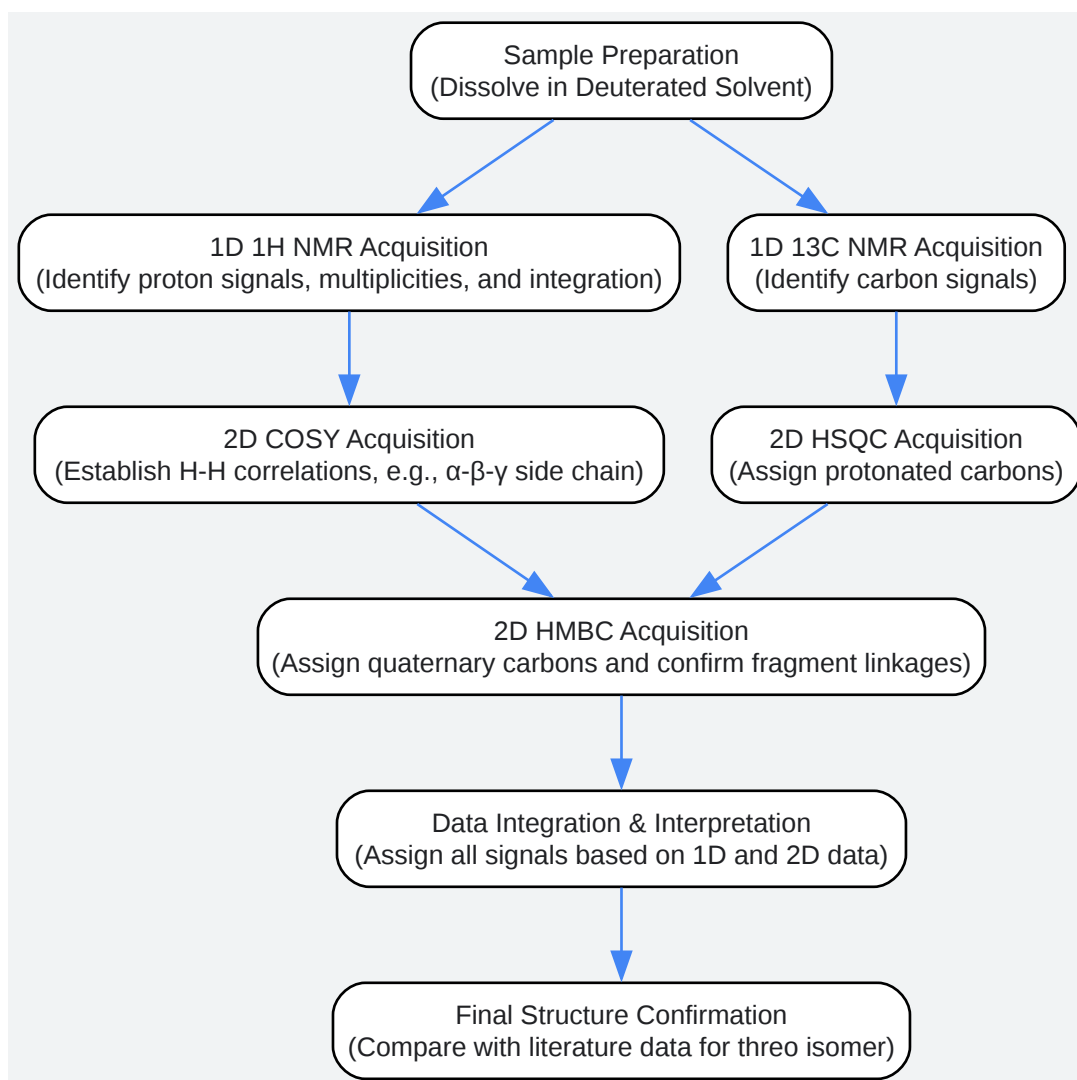 Sample Preparation
(Dissolve in Deuterated Solvent)
1D 1H NMR Acquisition
(Identify proton signals, multiplicities, and integration)
1D 13C NMR Acquisition
(Identify carbon signals)
2D COSY Acquisition
(Establish H-H correlations, e.g., α-β-γ side chain)
2D HSQC Acquisition
(Assign protonated carbons)
2D HMBC Acquisition
(Assign quaternary carbons and confirm fragment linkages)
Data Integration & Interpretation
(Assign all signals based on 1D and 2D data)
Final Structure Confirmation
(Compare with literature data for threo isomer)